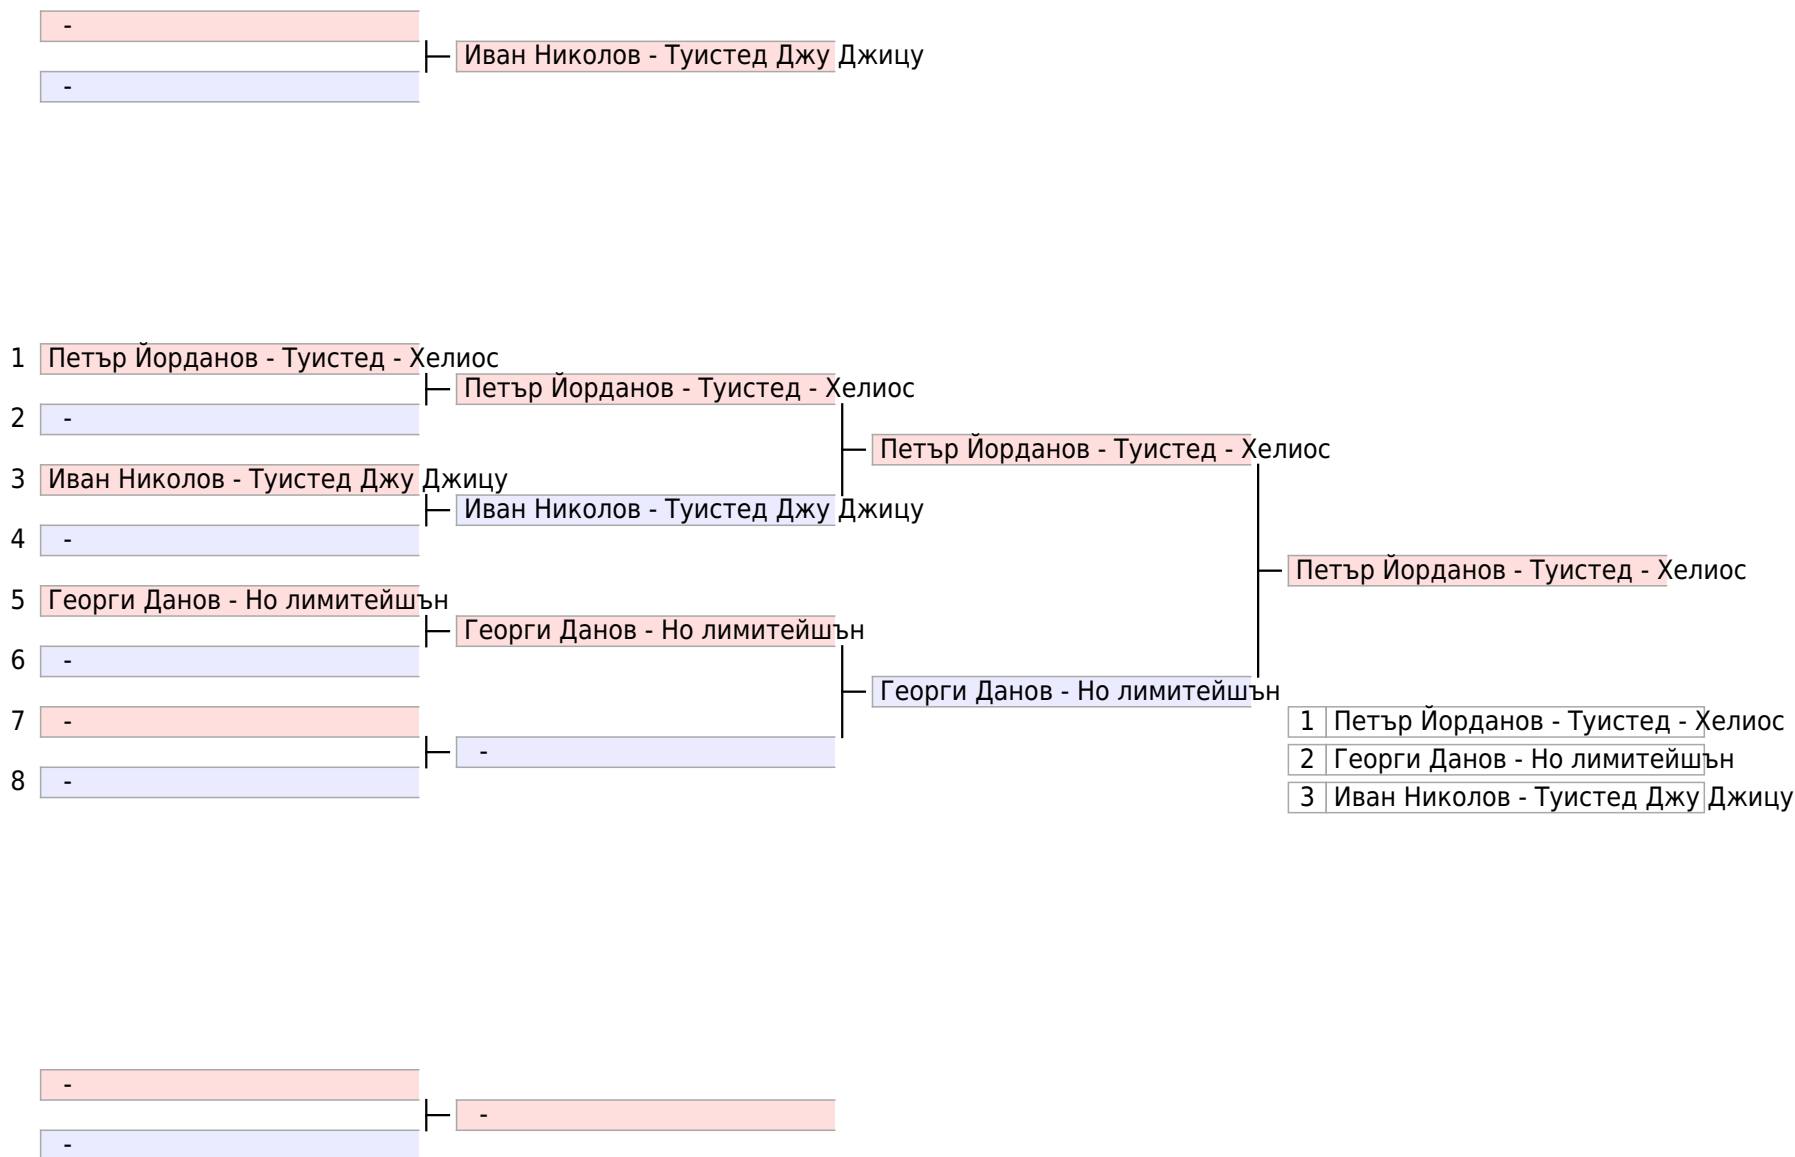 -
Иван Николов - Туистед Джу Джицу
-
1 Петър Йорданов - Туистед - Хелиос
Петър Йорданов - Туистед - Хелиос
2 -
Петър Йорданов - Туистед - Хелиос
3 Иван Николов - Туистед Джу Джицу
Иван Николов - Туистед Джу Джицу
4 -
Петър Йорданов - Туистед - Хелиос
5 Георги Данов - Но лимитейшън
Георги Данов - Но лимитейшън
6 -
Георги Данов - Но лимитейшън
7 -
1 Петър Йорданов - Туистед - Хелиос
-
2 Георги Данов - Но лимитейшън
8 -
3 Иван Николов - Туистед Джу Джицу
-
-
-